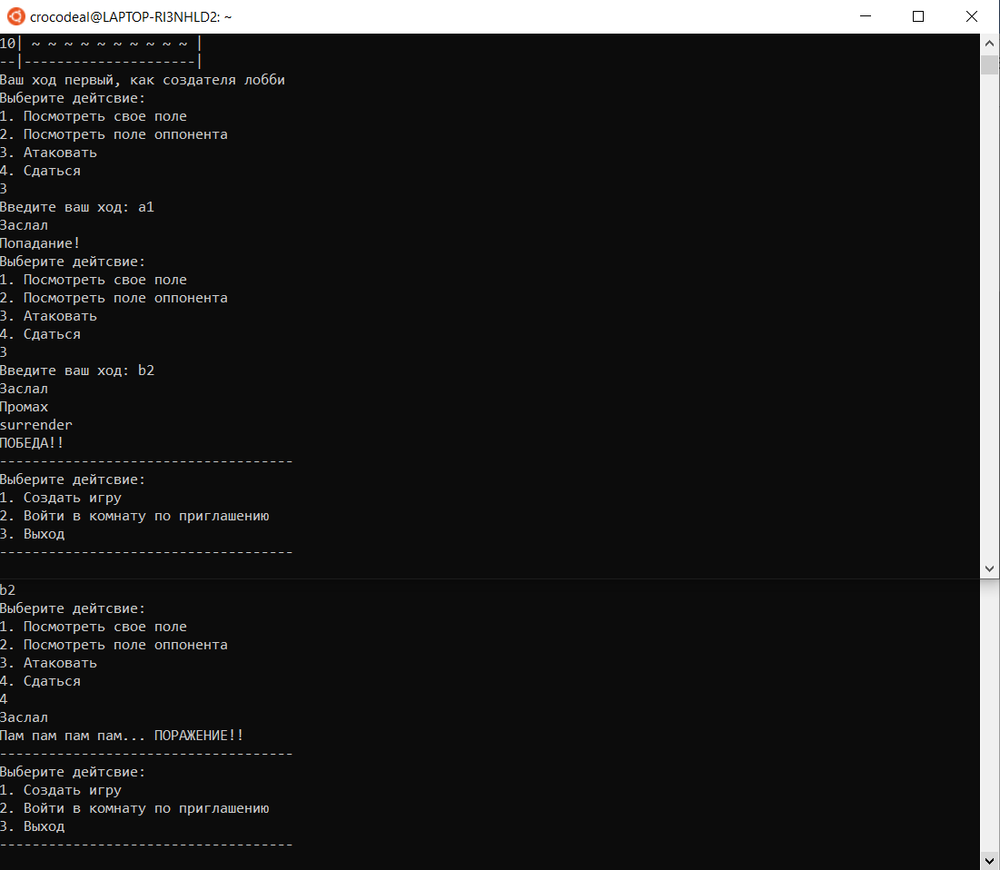 crocodeal@LAPTOP-RI3NHLD2: ~
10| ~ ~ ~ ~ ~ ~ ~ ~ ~ ~ |
--|---------------------|
Ваш ход первый, как создателя лобби
Выберите дейтсвие:
1. Посмотреть свое поле
2. Посмотреть поле оппонента
3. Атаковать
4. Сдаться
3
Введите ваш ход: a1
Заслал
Попадание!
Выберите дейтсвие:
1. Посмотреть свое поле
2. Посмотреть поле оппонента
3. Атаковать
4. Сдаться
3
Введите ваш ход: b2
Заслал
Промах
surrender
ПОБЕДА!!
------------------------------------
Выберите дейтсвие:
1. Создать игру
2. Войти в комнату по приглашению
3. Выход
------------------------------------
b2
Выберите дейтсвие:
1. Посмотреть свое поле
2. Посмотреть поле оппонента
3. Атаковать
4. Сдаться
4
Заслал
Пам пам пам пам... ПОРАЖЕНИЕ!!
------------------------------------
Выберите дейтсвие:
1. Создать игру
2. Войти в комнату по приглашению
3. Выход
------------------------------------